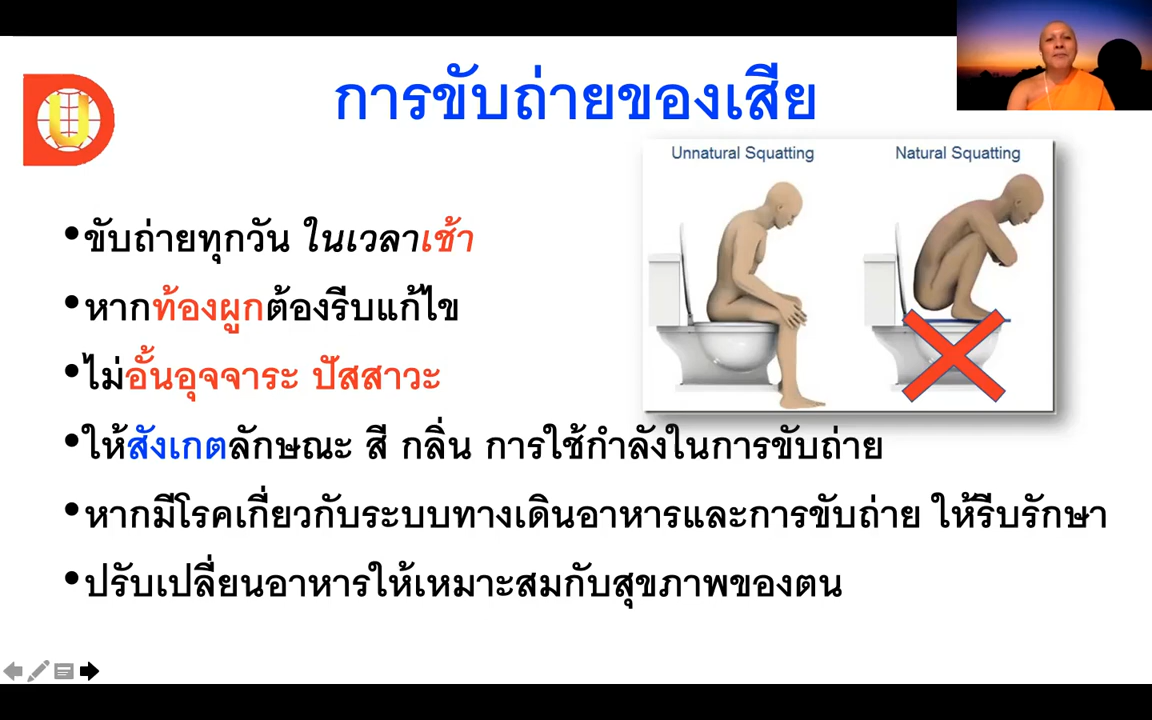 การขับถ่ายของเสีย
Unnatural Squatting
Natural Squatting
•ขับถ่ายทุกวัน ในเวลาเช้า
•หากท้องผูกต้องรีบแก้ไข
•ไม่อั้นอุจจาระ ปัสสาวะ
•ให้สังเกตลักษณะ สี กลิ่น การใช้กำลังในการขับถ่าย
•หากมีโรคเกี่ยวกับระบบทางเดินอาหารและการขับถ่าย ให้รีบรักษา
•ปรับเปลี่ยนอาหารให้เหมาะสมกับสุขภาพของตน